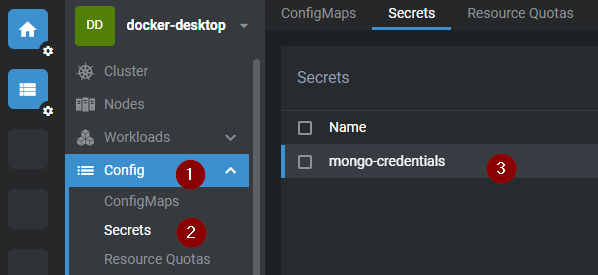 DD docker-desktop
Cluster
Nodes
Workloads
Config 1
ConfigMaps
Secrets 2
Resource Quotas
ConfigMaps Secrets Resource Quotas
Secrets
Name
mongo-credentials 3